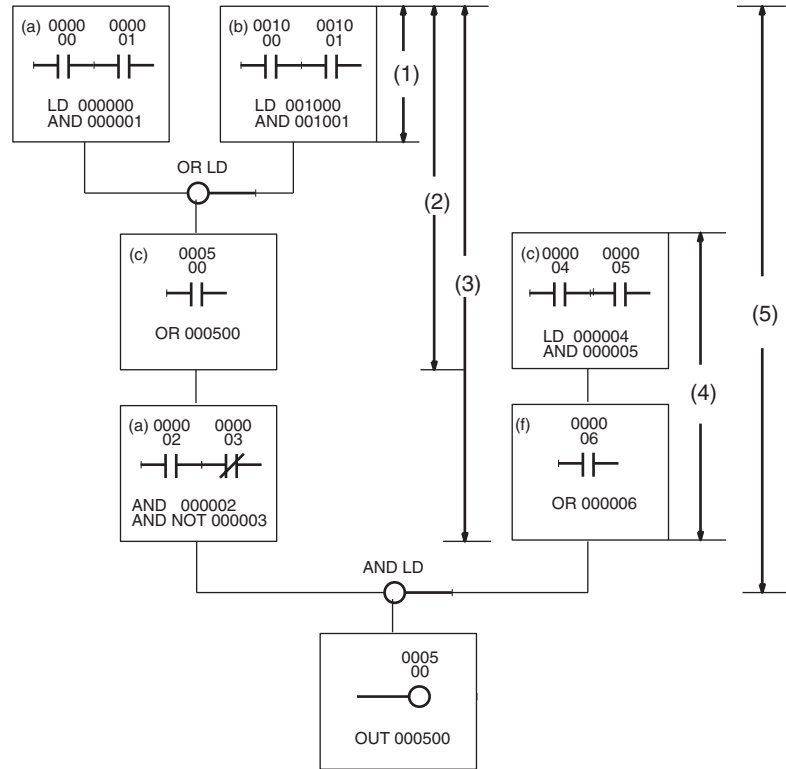 (a) 0000 0000
00 01
LD 000000
AND 000001
(b) 0010 0010
00 01
LD 001000
AND 001001
(1)
OR LD
(2)
(c) 0005
00
OR 000500
(3)
(c) 0000 0000
04 05
LD 000004
AND 000005
(5)
(4)
(a) 0000 0000
02 03
AND 000002
AND NOT 000003
(f) 0000
06
OR 000006
AND LD
0005
00
OUT 000500